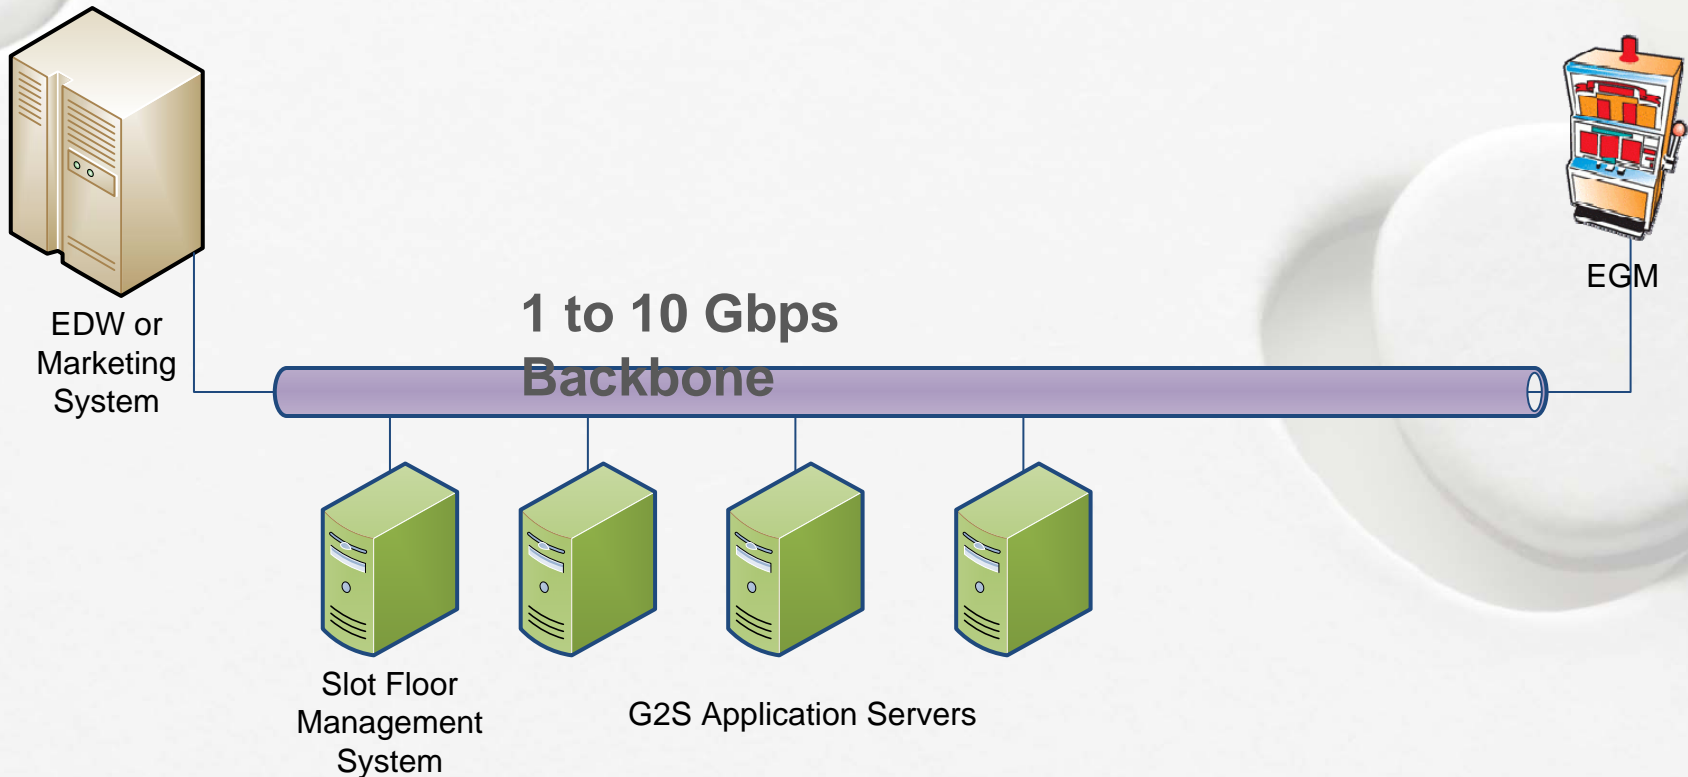 EGM
1 to 10 Gbps
Backbone
EDW or
Marketing
System
Slot Floor
Management
System
G2S Application Servers